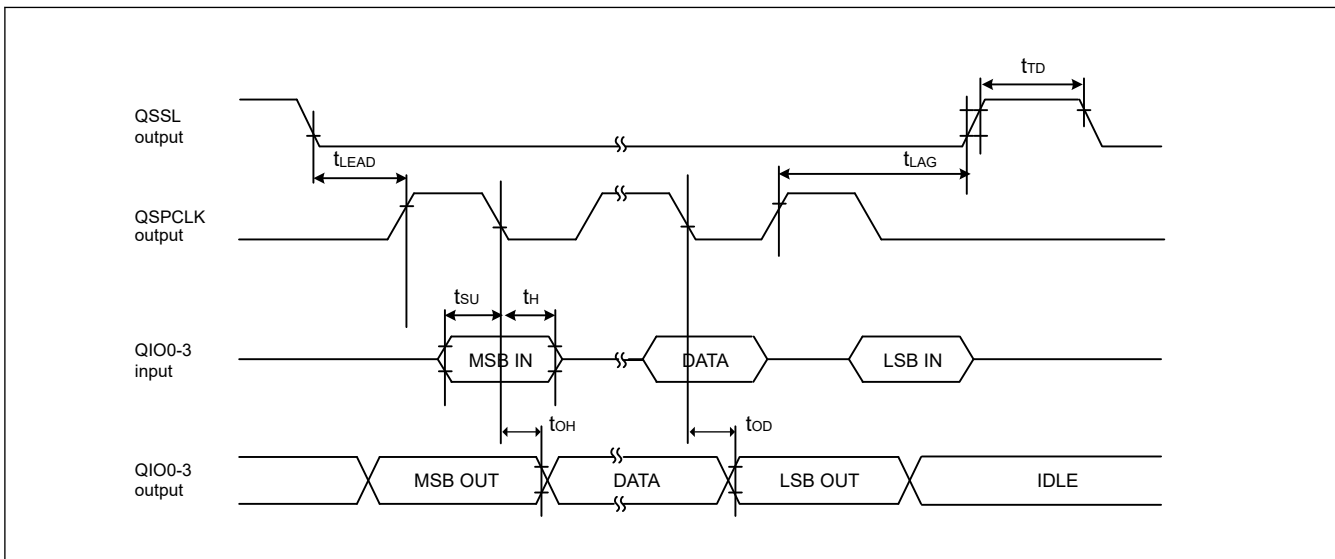 tTD
QSSL
output
tLEAD
tLAG
QSPCLK
output
tSU
tH
QIO0-3
input
MSB IN
DATA
LSB IN
tOH
tOD
QIO0-3
output
MSB OUT
DATA
LSB OUT
IDLE